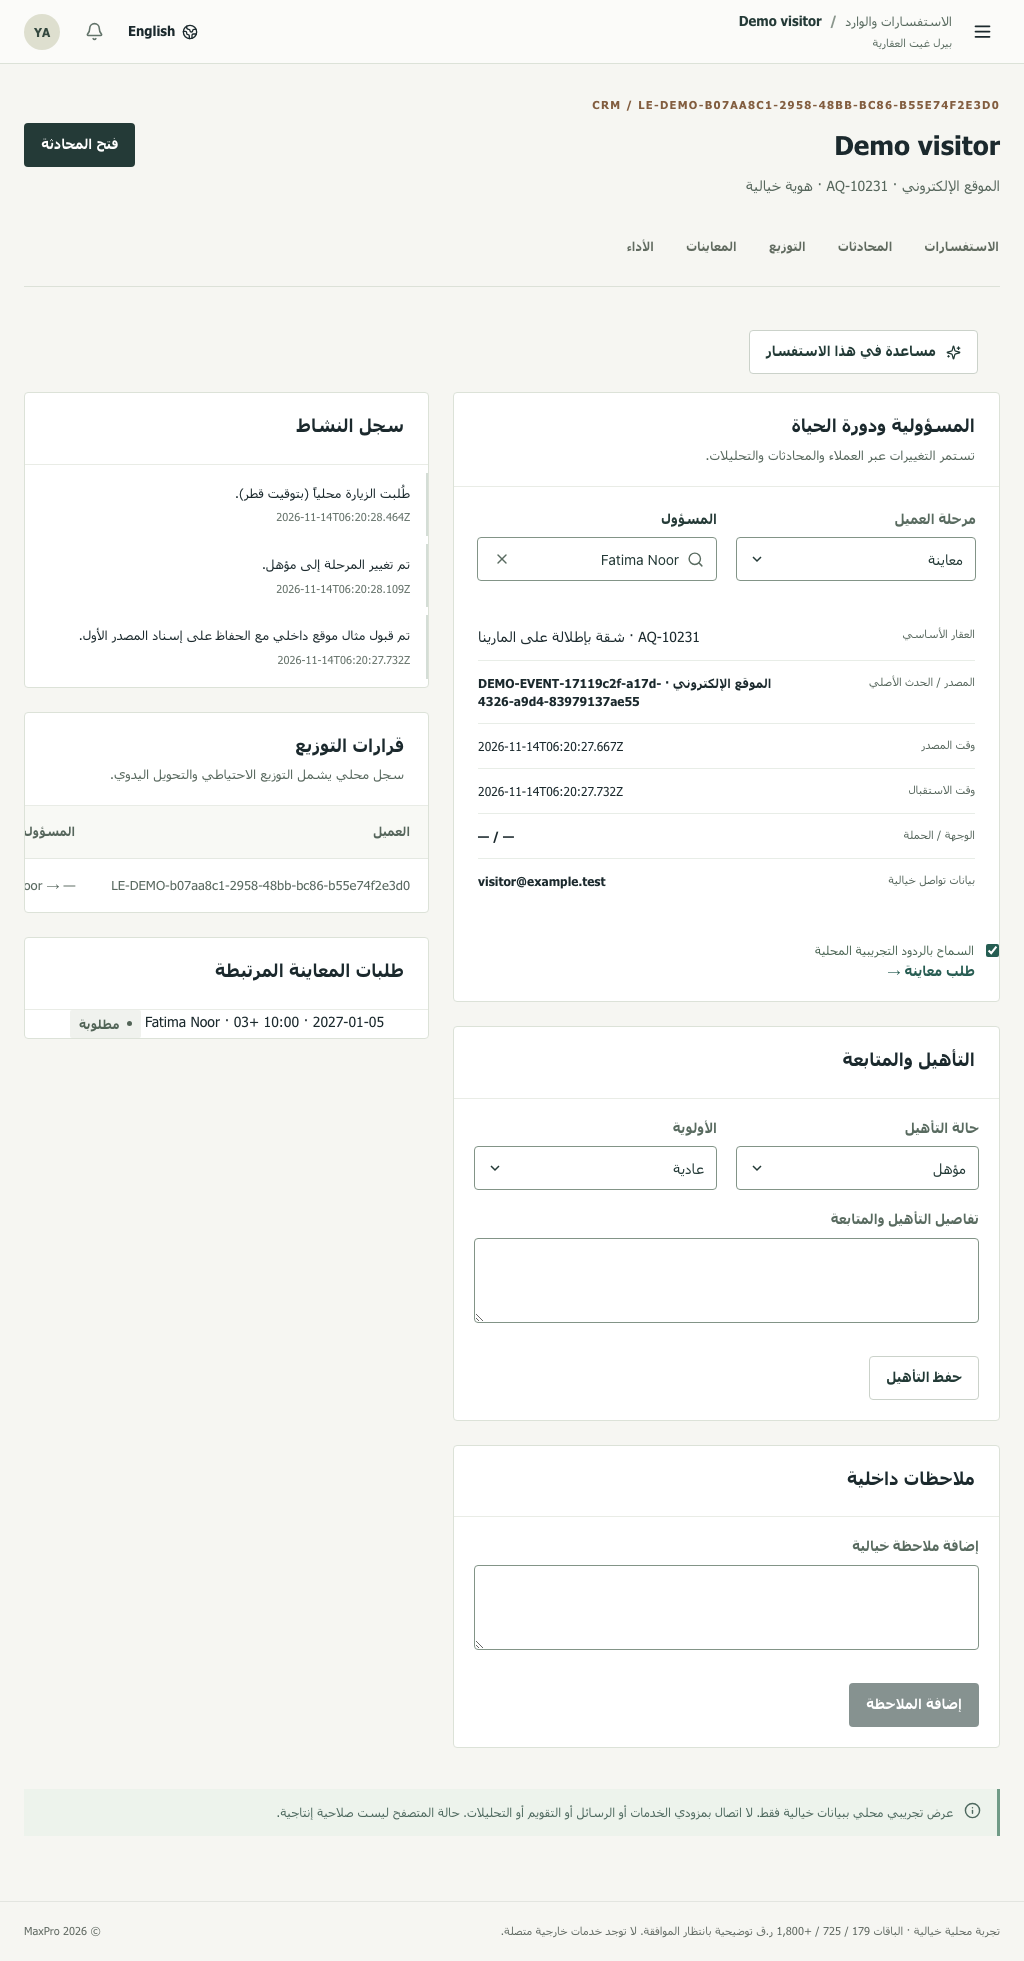 الاستفسارات والوارد / Demo visitor
بيرل غيت العقارية
English
YA
CRM / LE-DEMO-B07AA8C1-2958-48BB-BC86-B55E74F2E3D0
Demo visitor
الموقع الإلكتروني · AQ-10231 · هوية خيالية
فتح المحادثة
الاستفسارات
المحادثات
التوزيع
المعاينات
الأداء
مساعدة في هذا الاستفسار
المسؤولية ودورة الحياة
تستمر التغييرات عبر العملاء والمحادثات والتحليلات.
مرحلة العميل
المسؤول
معاينة
Fatima Noor
العقار الأساسي
AQ-10231 · شقة بإطلالة على المارينا
المصدر / الحدث الأصلي
الموقع الإلكتروني · DEMO-EVENT-17119c2f-a17d-
4326-a9d4-83979137ae55
وقت المصدر
2026-11-14T06:20:27.667Z
وقت الاستقبال
2026-11-14T06:20:27.732Z
الوجهة / الحملة
— / —
بيانات تواصل خيالية
visitor@example.test
السماح بالردود التجريبية المحلية
طلب معاينة →
التأهيل والمتابعة
حالة التأهيل
الأولوية
مؤهل
عادية
تفاصيل التأهيل والمتابعة
حفظ التأهيل
ملاحظات داخلية
إضافة ملاحظة خيالية
إضافة الملاحظة
سجل النشاط
طُلبت الزيارة محلياً (بتوقيت قطر).
2026-11-14T06:20:28.464Z
تم تغيير المرحلة إلى مؤهل.
2026-11-14T06:20:28.109Z
تم قبول مثال موقع داخلي مع الحفاظ على إسناد المصدر الأول.
2026-11-14T06:20:27.732Z
قرارات التوزيع
سجل محلي يشمل التوزيع الاحتياطي والتحويل اليدوي.
العميل
المسؤول
LE-DEMO-b07aa8c1-2958-48bb-bc86-b55e74f2e3d0
oor → —
طلبات المعاينة المرتبطة
2027-01-05 · 10:00 +03 · Fatima Noor
مطلوبة
عرض تجريبي محلي ببيانات خيالية فقط. لا اتصال بمزودي الخدمات أو الرسائل أو التقويم أو التحليلات. حالة المتصفح ليست صلاحية إنتاجية.
تجربة محلية خيالية · الباقات 179 / 725 / +1,800 ر.ق توضيحية بانتظار الموافقة. لا توجد خدمات خارجية متصلة.
© 2026 MaxPro